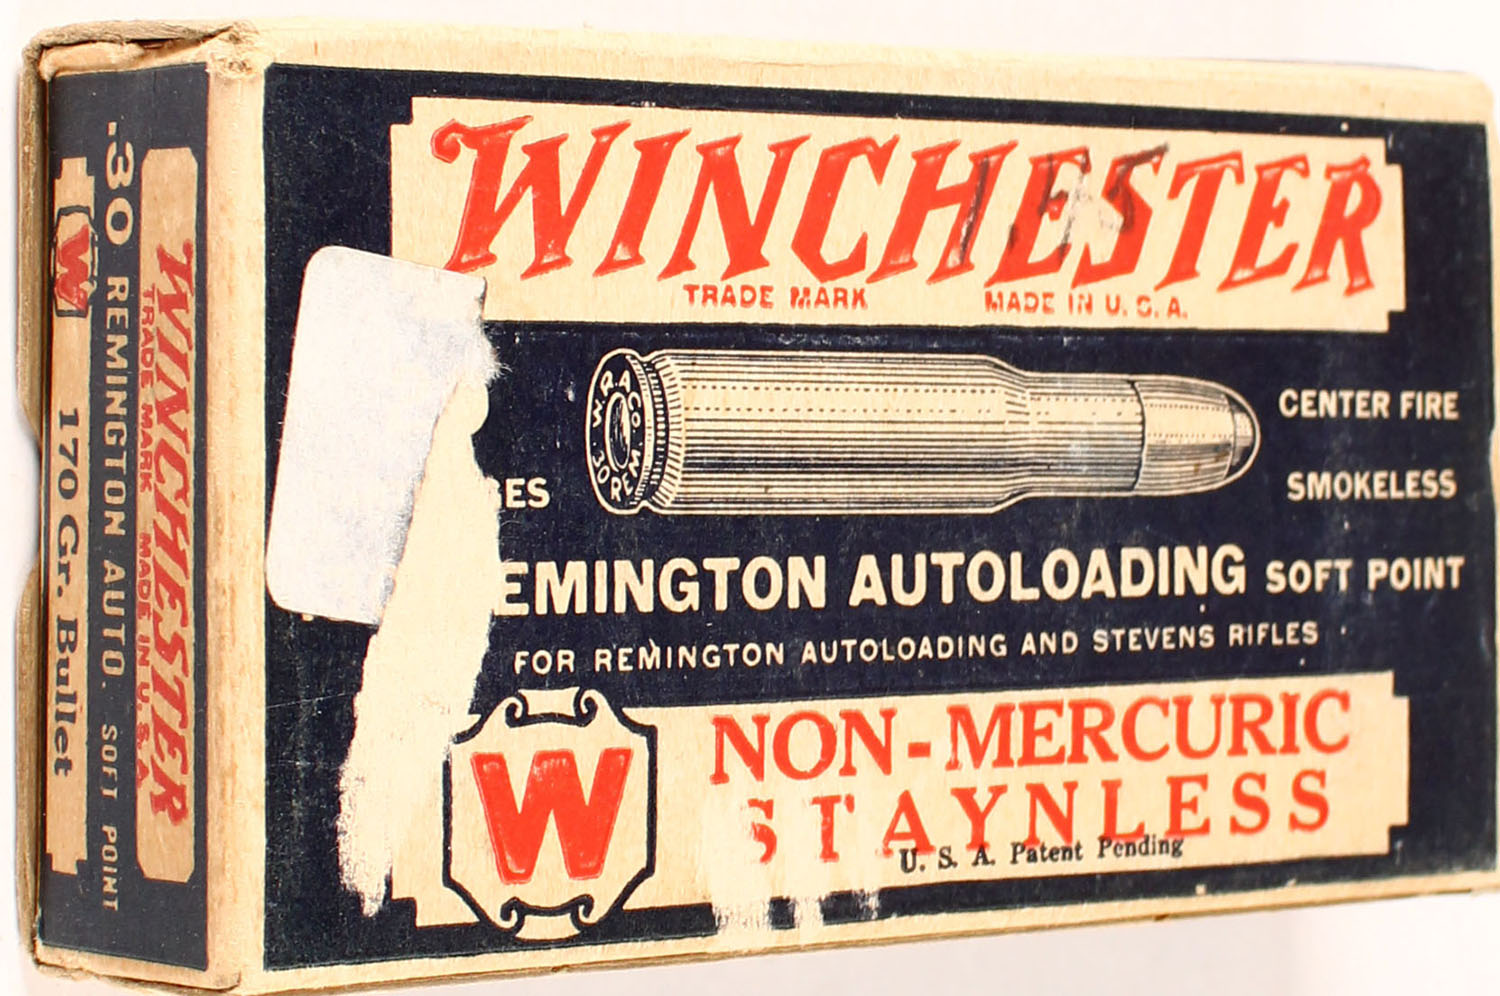 WINCHESTER
TRADE MARK MADE IN U.S.A.
W.R.A.Co.
30 REM
CENTER FIRE
SMOKELESS
GES
EMINGTON AUTOLOADING SOFT POINT
FOR REMINGTON AUTOLOADING AND STEVENS RIFLES
W
NON-MERCURIC
STAYNLESS
U. S. A. Patent Pending
WINCHESTER
TRADE MARK MADE IN U.S.A.
.30 REMINGTON AUTO. SOFT POINT
W
170 Gr. Bullet